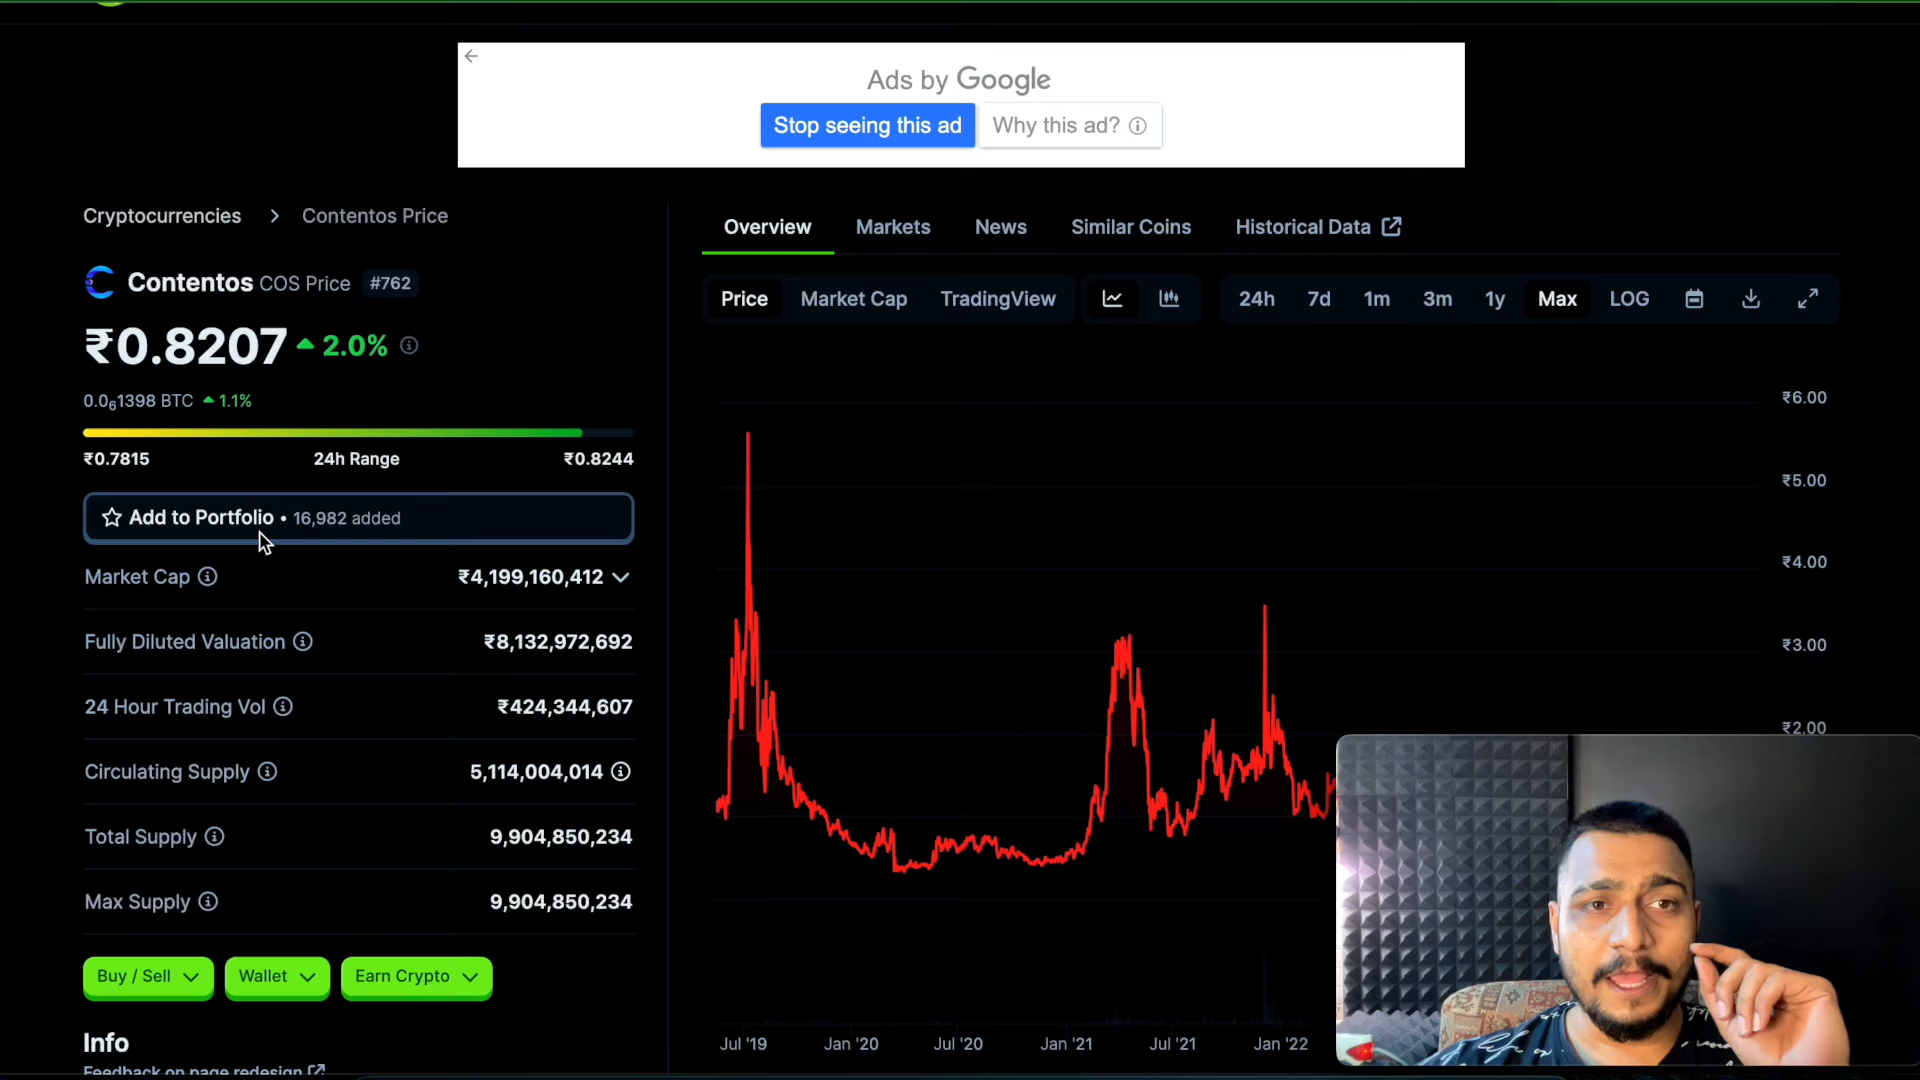 Ads by Google
Stop seeing this ad
Why this ad?
Cryptocurrencies > Contentos Price
Contentos COS Price #762
₹0.8207 2.0%
0.0₆1398 BTC 1.1%
₹0.7815 24h Range ₹0.8244
Add to Portfolio • 16,982 added
Market Cap ₹4,199,160,412
Fully Diluted Valuation ₹8,132,972,692
24 Hour Trading Vol ₹424,344,607
Circulating Supply 5,114,004,014
Total Supply 9,904,850,234
Max Supply 9,904,850,234
Buy / Sell Wallet Earn Crypto
Info
Feedback on page redesign
Overview Markets News Similar Coins Historical Data
Price Market Cap TradingView 24h 7d 1m 3m 1y Max LOG
₹6.00
₹5.00
₹4.00
₹3.00
₹2.00
Jul '19 Jan '20 Jul '20 Jan '21 Jul '21 Jan '22